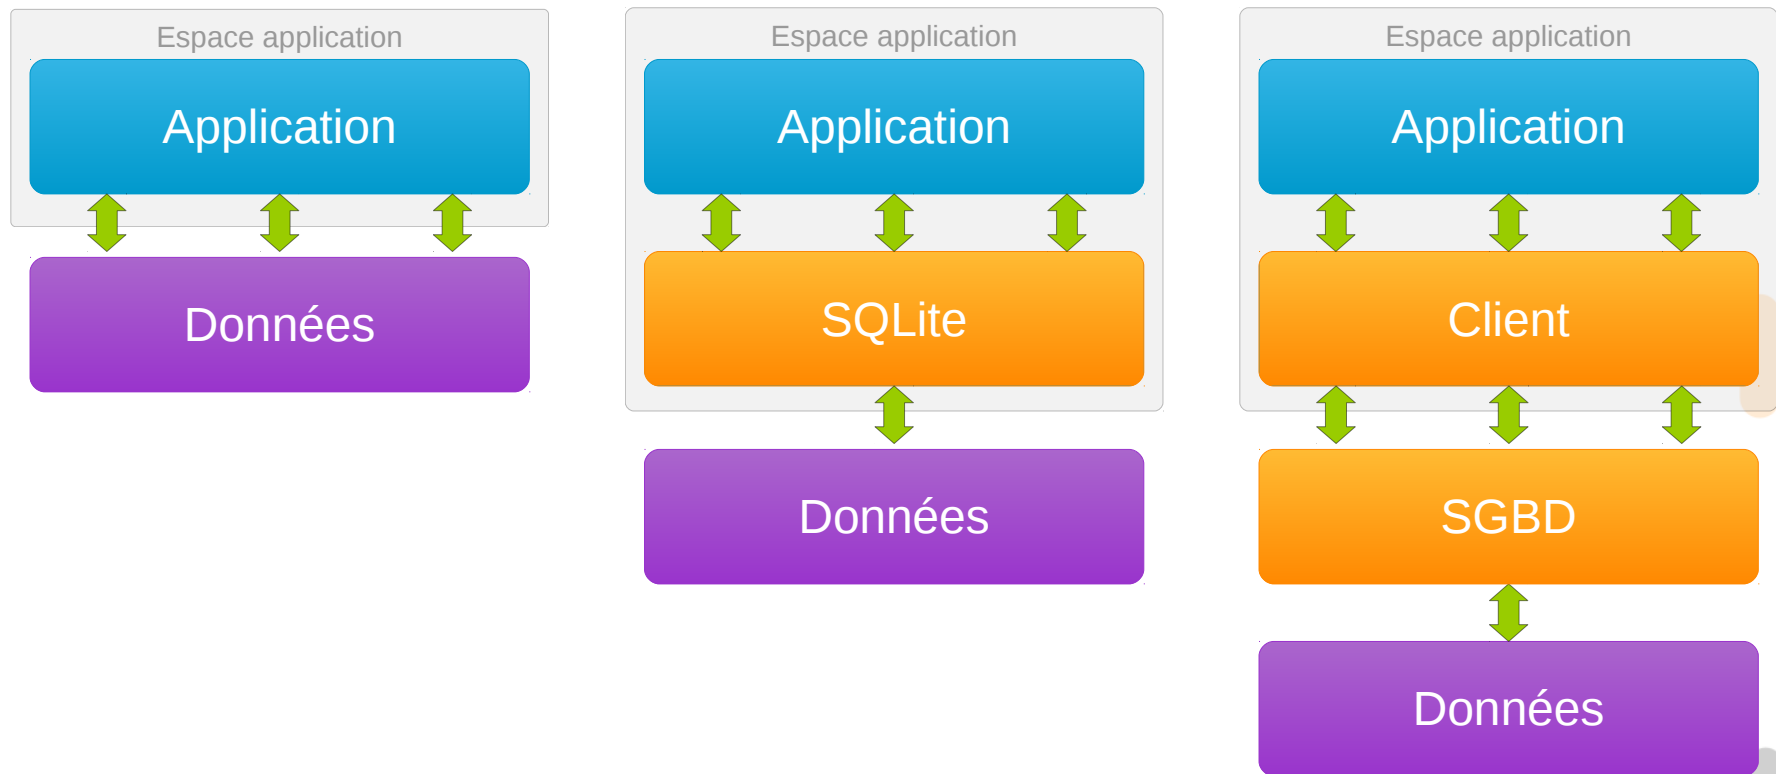 Espace application
Application
Données
Espace application
Application
SQLite
Données
Espace application
Application
Client
SGBD
Données